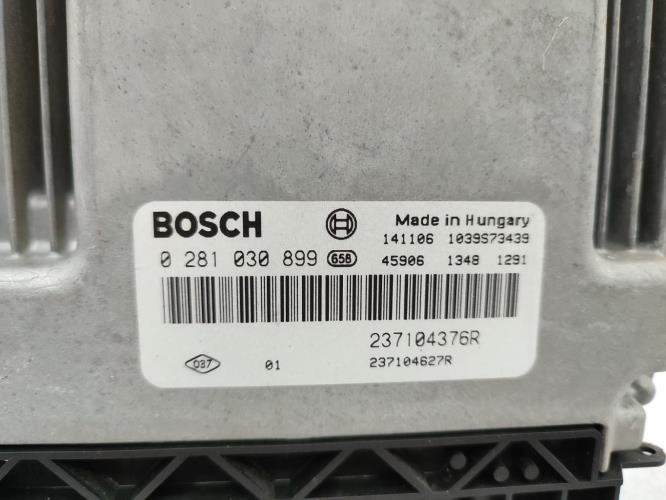 BOSCH Made in Hungary
141106 1039S73439
0 281 030 899 658 45906 1348 1291
237104376R
037 01 237104627R